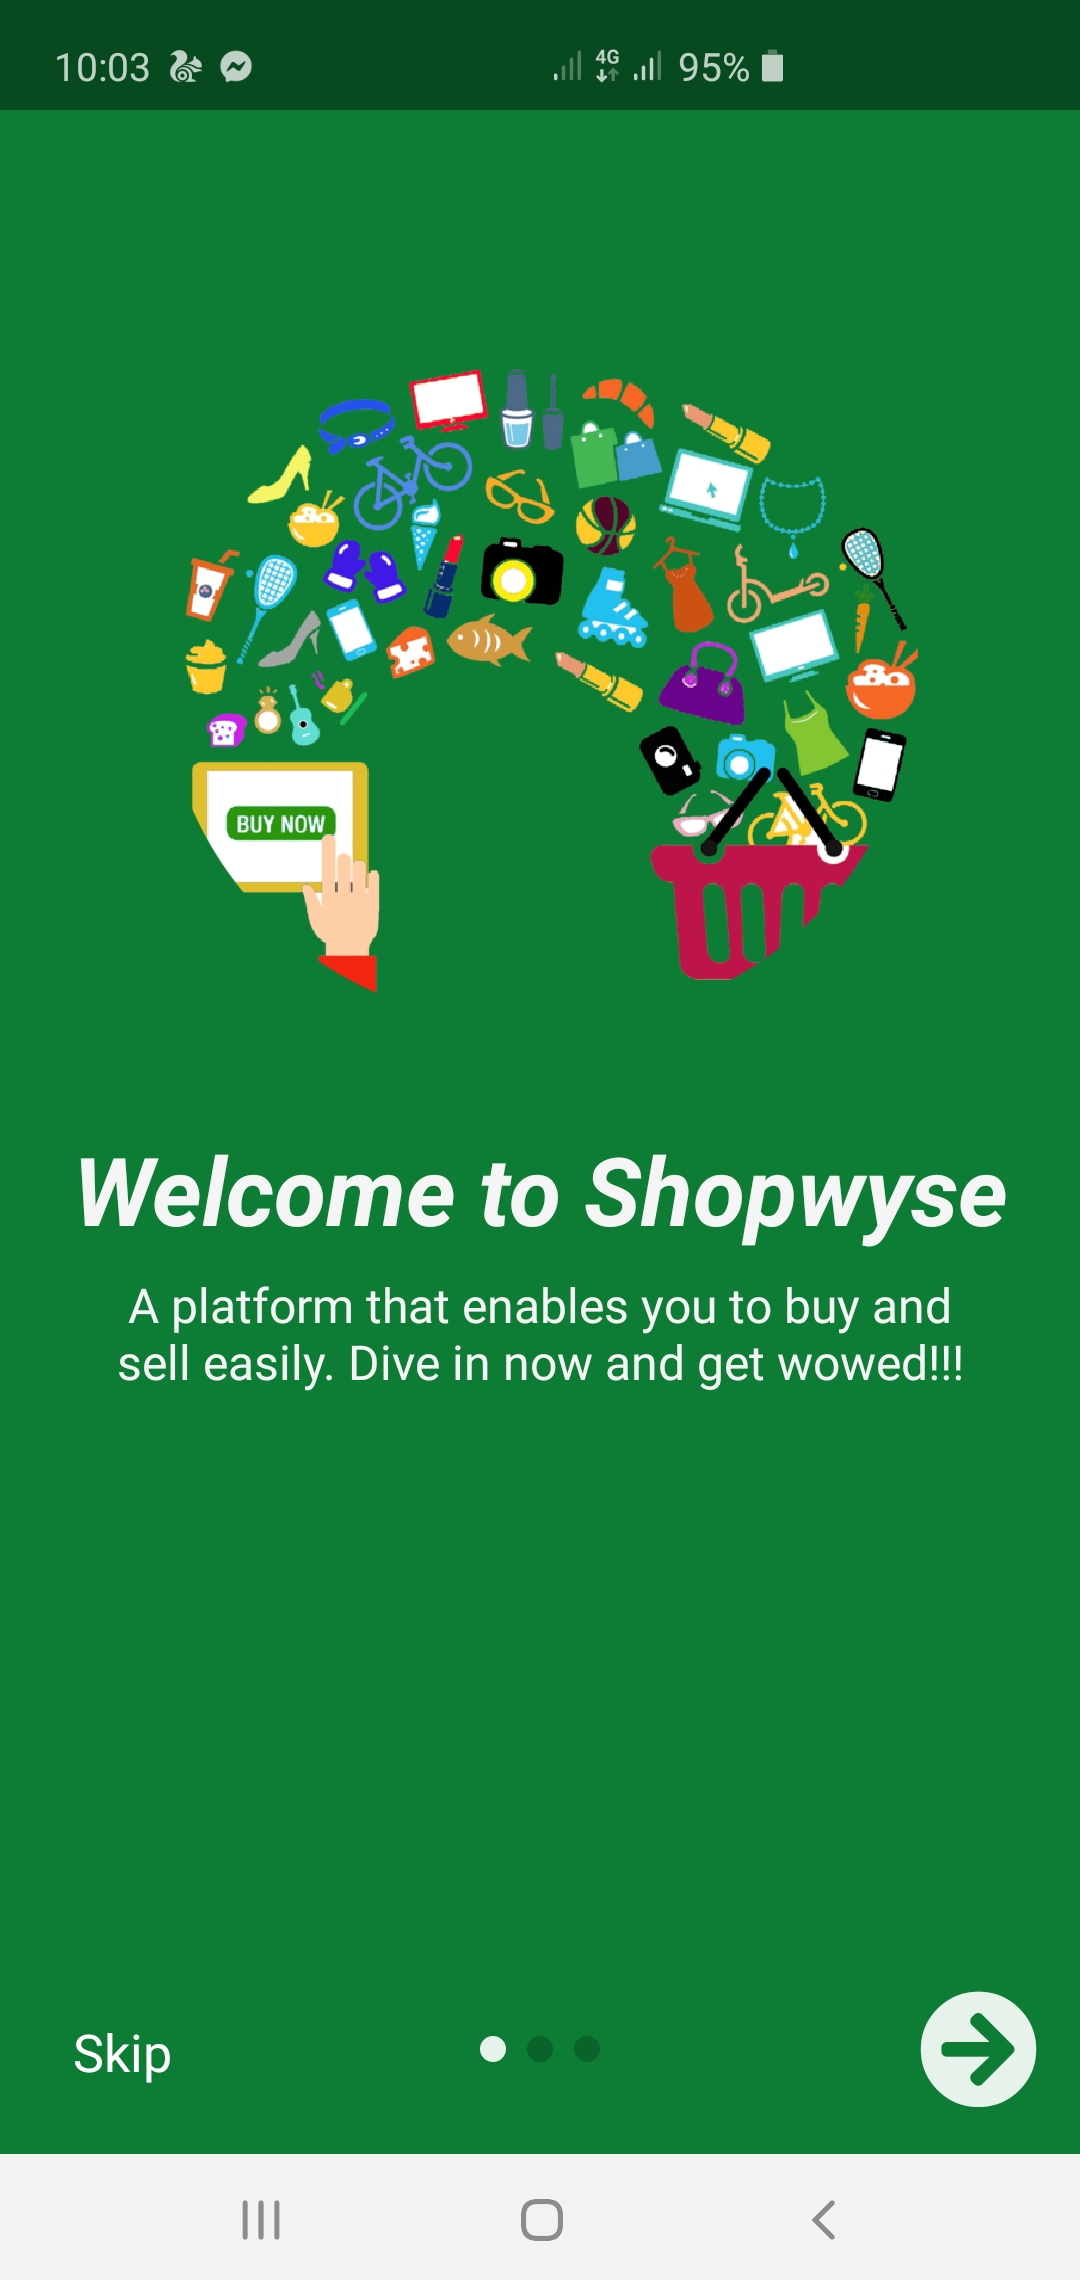 10:03 4G 95%
BUY NOW
Welcome to Shopwyse
A platform that enables you to buy and
sell easily. Dive in now and get wowed!!!
Skip